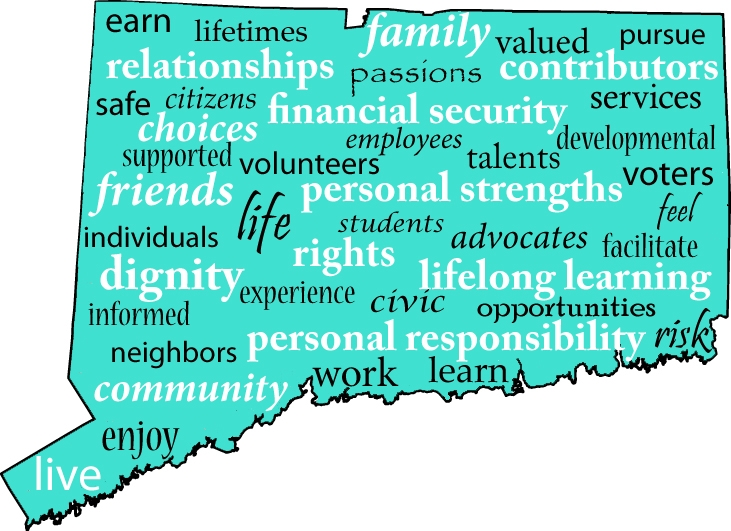 earn lifetimes family valued pursue
relationships passions contributors
safe citizens financial security services
choices employees developmental
supported volunteers talents voters
friends life personal strengths feel
individuals students advocates facilitate
rights
dignity experience lifelong learning
informed civic opportunities
neighbors personal responsibility risk
community work learn
enjoy
live